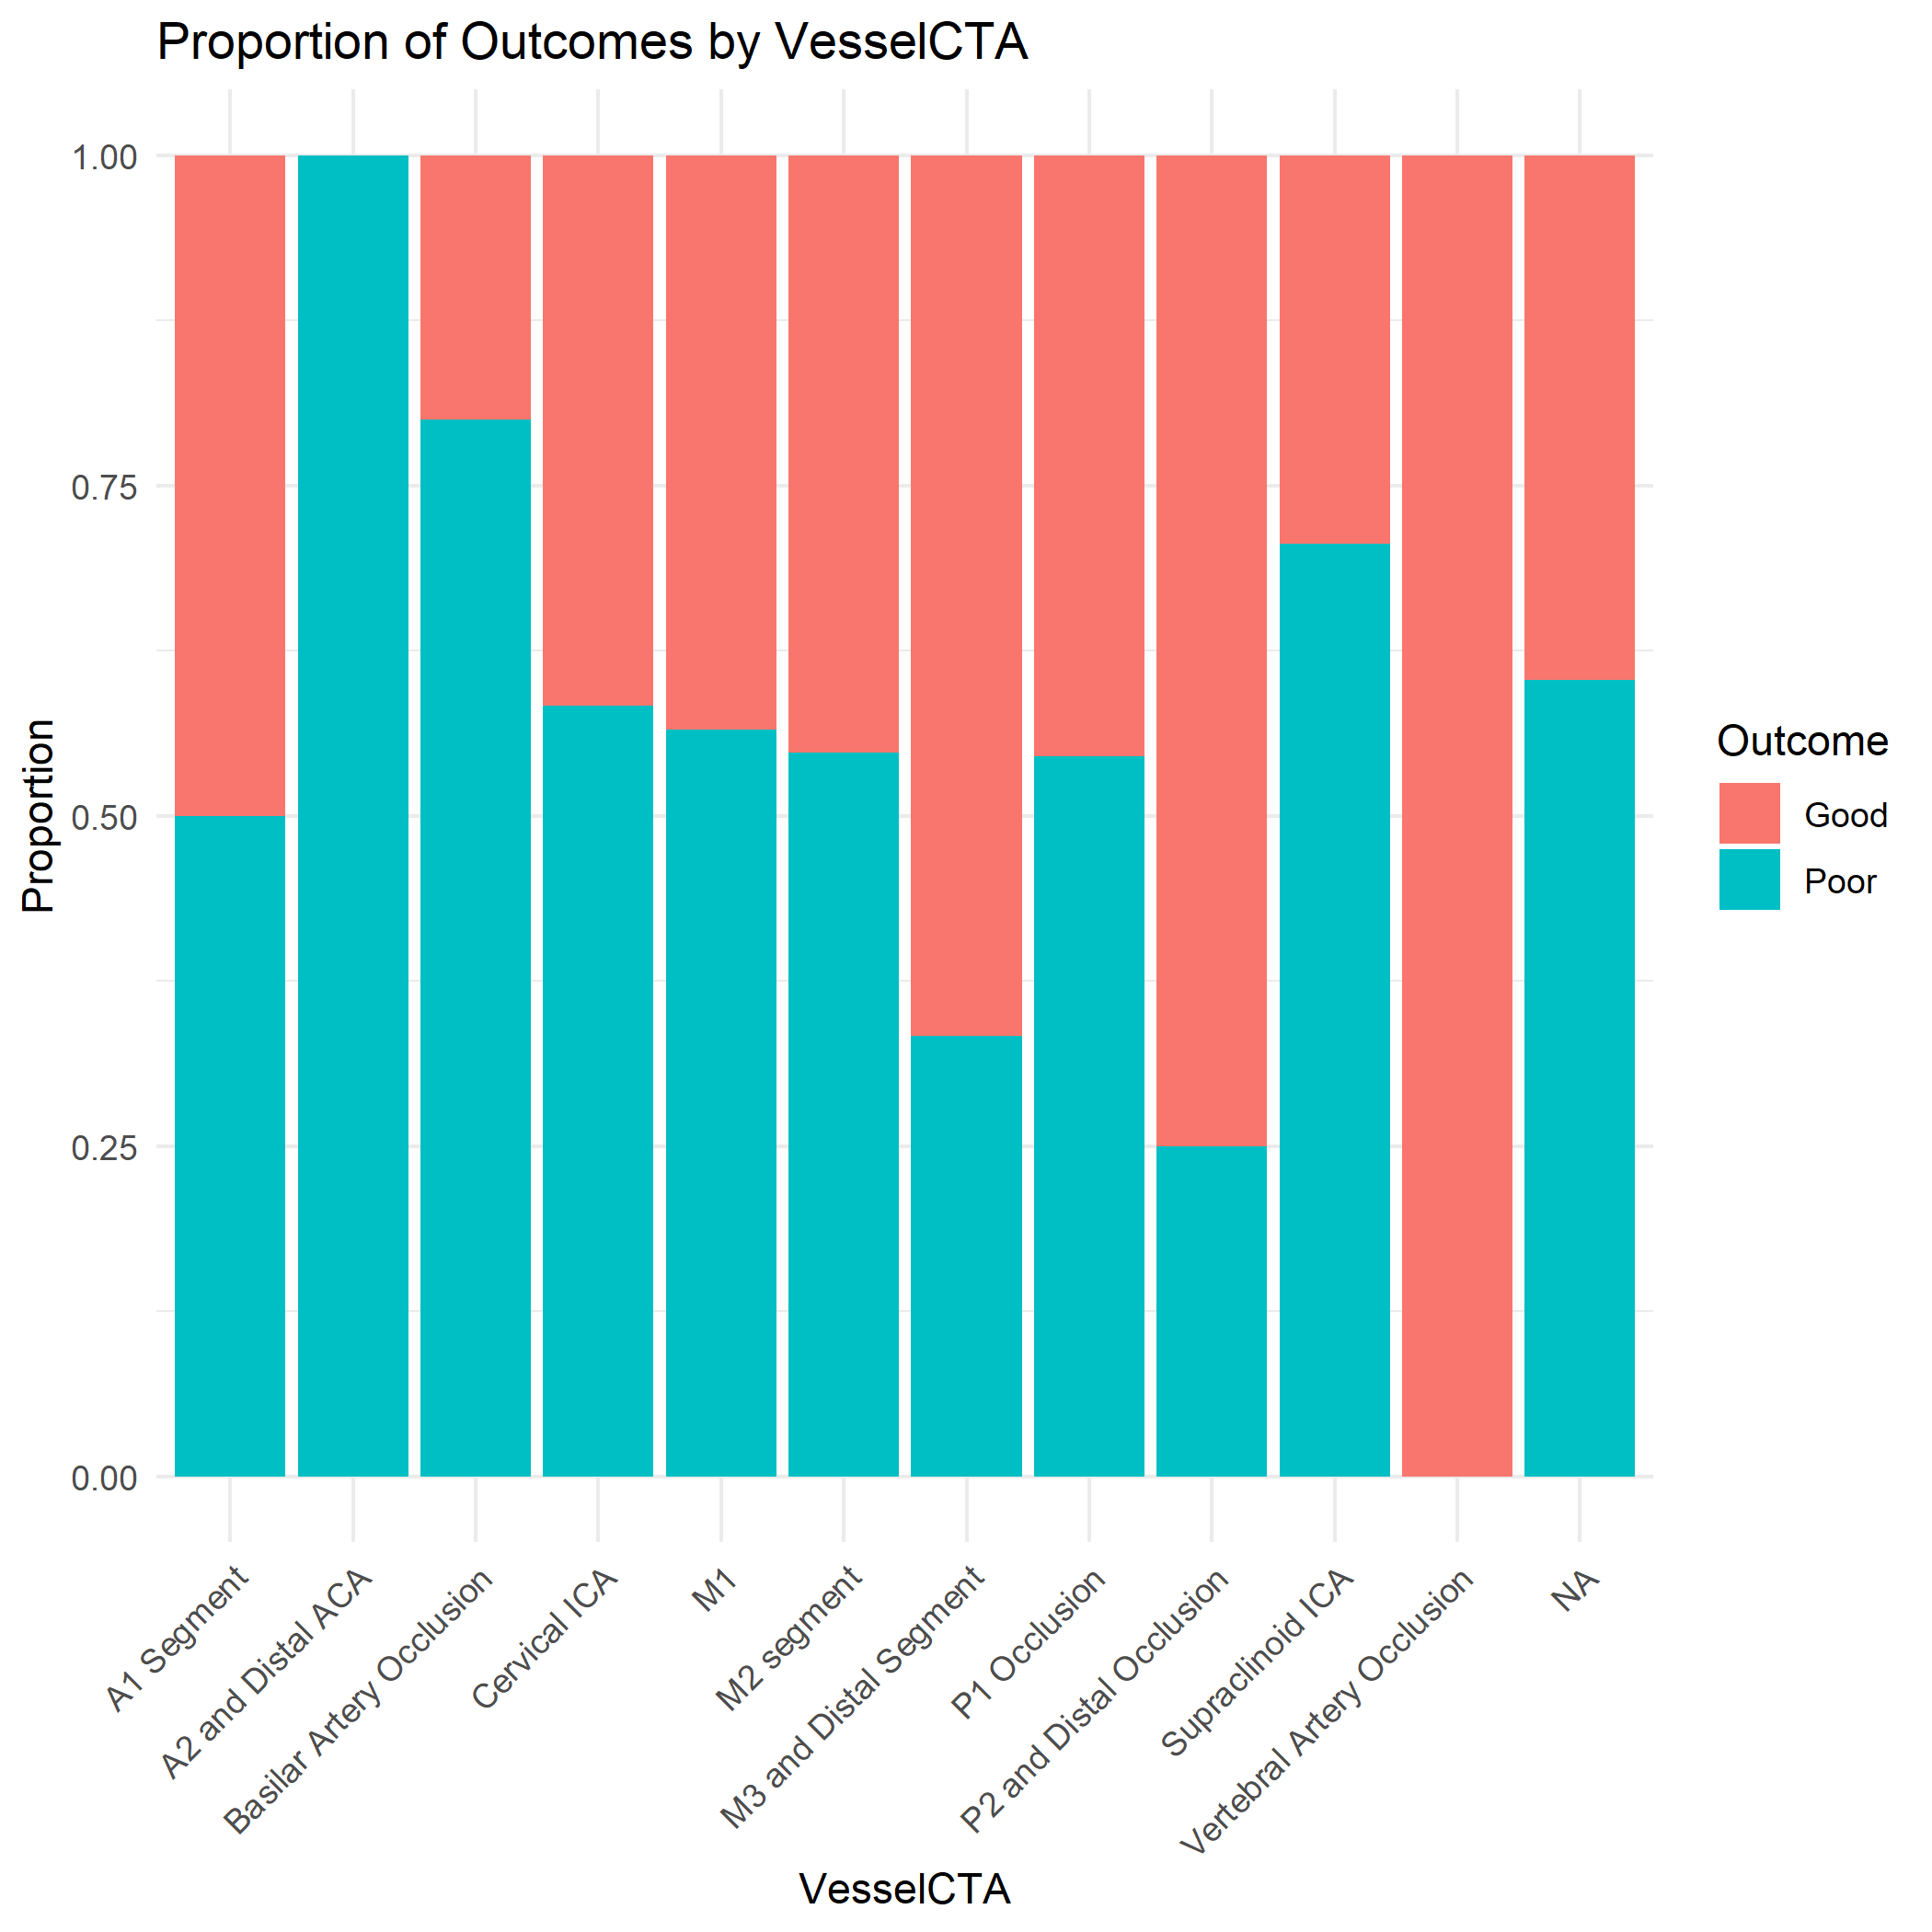 Proportion of Outcomes by VesselCTA
1.00
0.75
0.50
0.25
0.00
Proportion
A1 Segment
A2 and Distal ACA
Basilar Artery Occlusion
Cervical ICA
M1
M2 segment
M3 and Distal Segment
P1 Occlusion
P2 and Distal Occlusion
Supraclinoid ICA
Vertebral Artery Occlusion
NA
VesselCTA
Outcome
Good
Poor